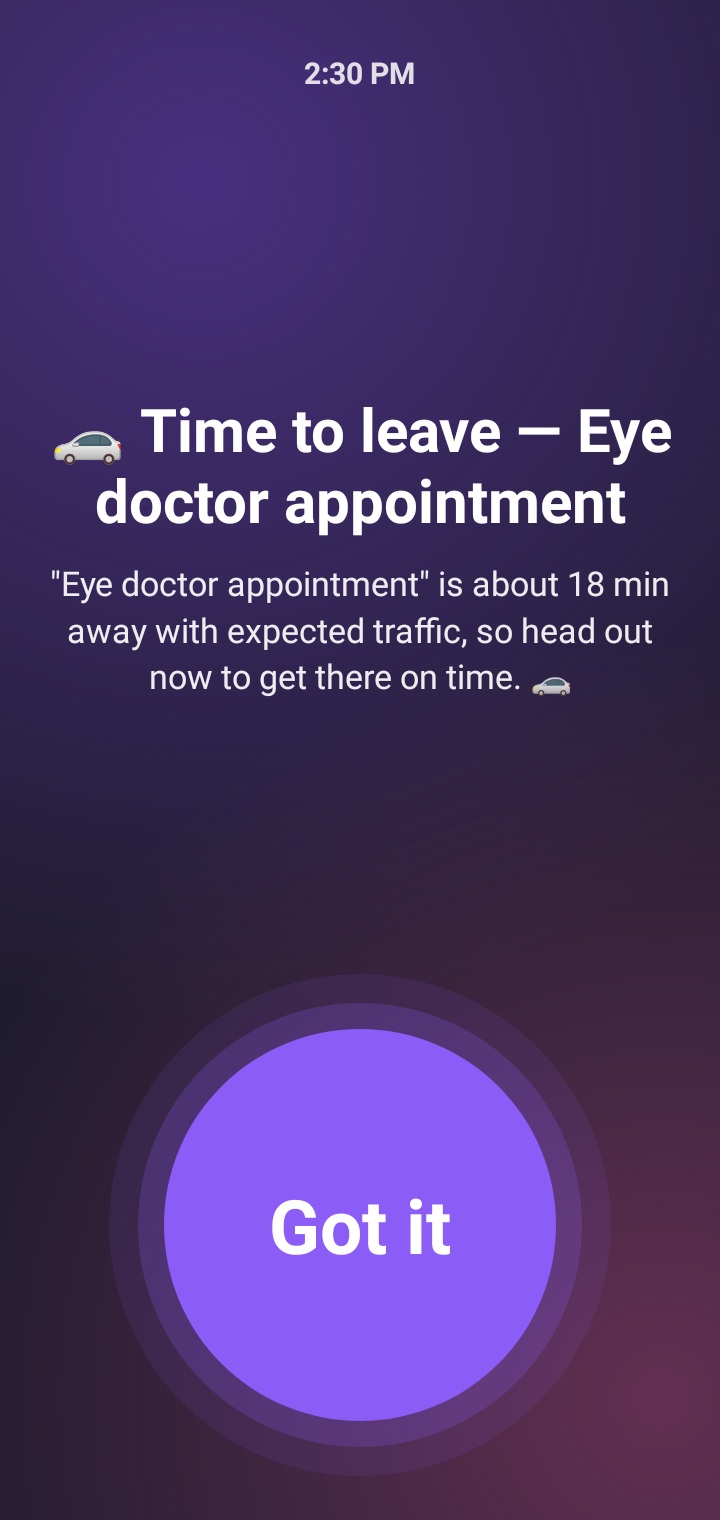 2:30 PM
🚗 Time to leave — Eye
doctor appointment
"Eye doctor appointment" is about 18 min
away with expected traffic, so head out
now to get there on time. 🚗
Got it